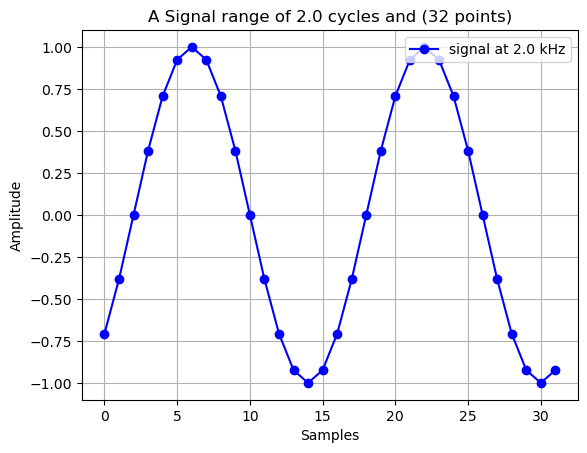 A Signal range of 2.0 cycles and (32 points)
signal at 2.0 kHz
1.00
0.75
0.50
0.25
0.00
−0.25
−0.50
−0.75
−1.00
Amplitude
0 5 10 15 20 25 30
Samples